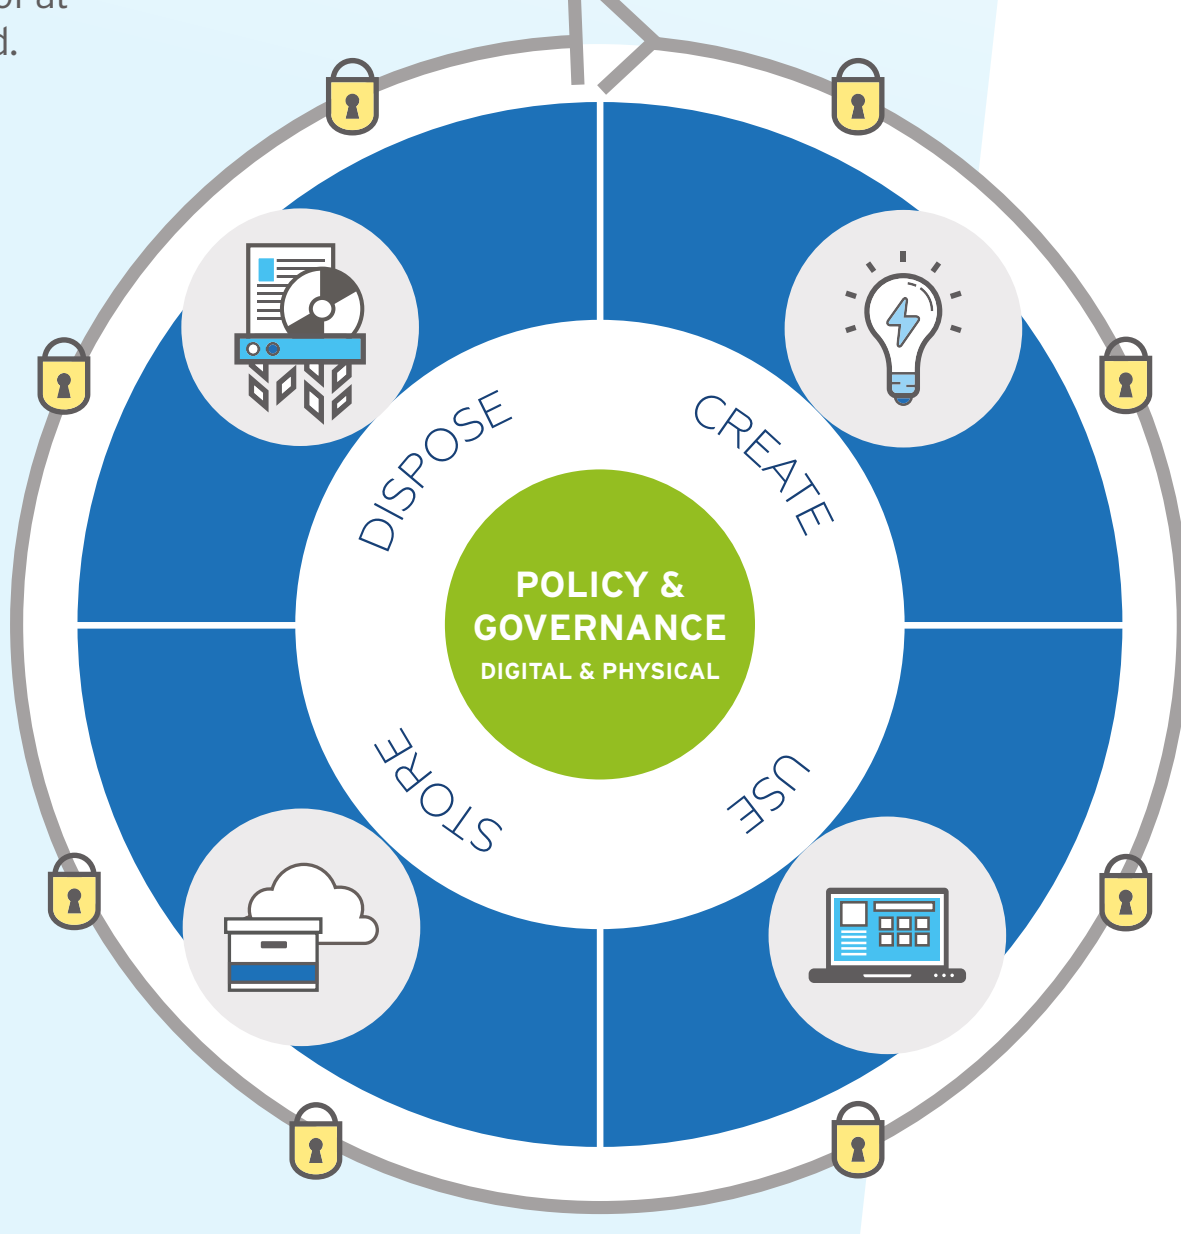 d.
DISPOSE
CREATE
POLICY &
GOVERNANCE
DIGITAL & PHYSICAL
STORE
USE